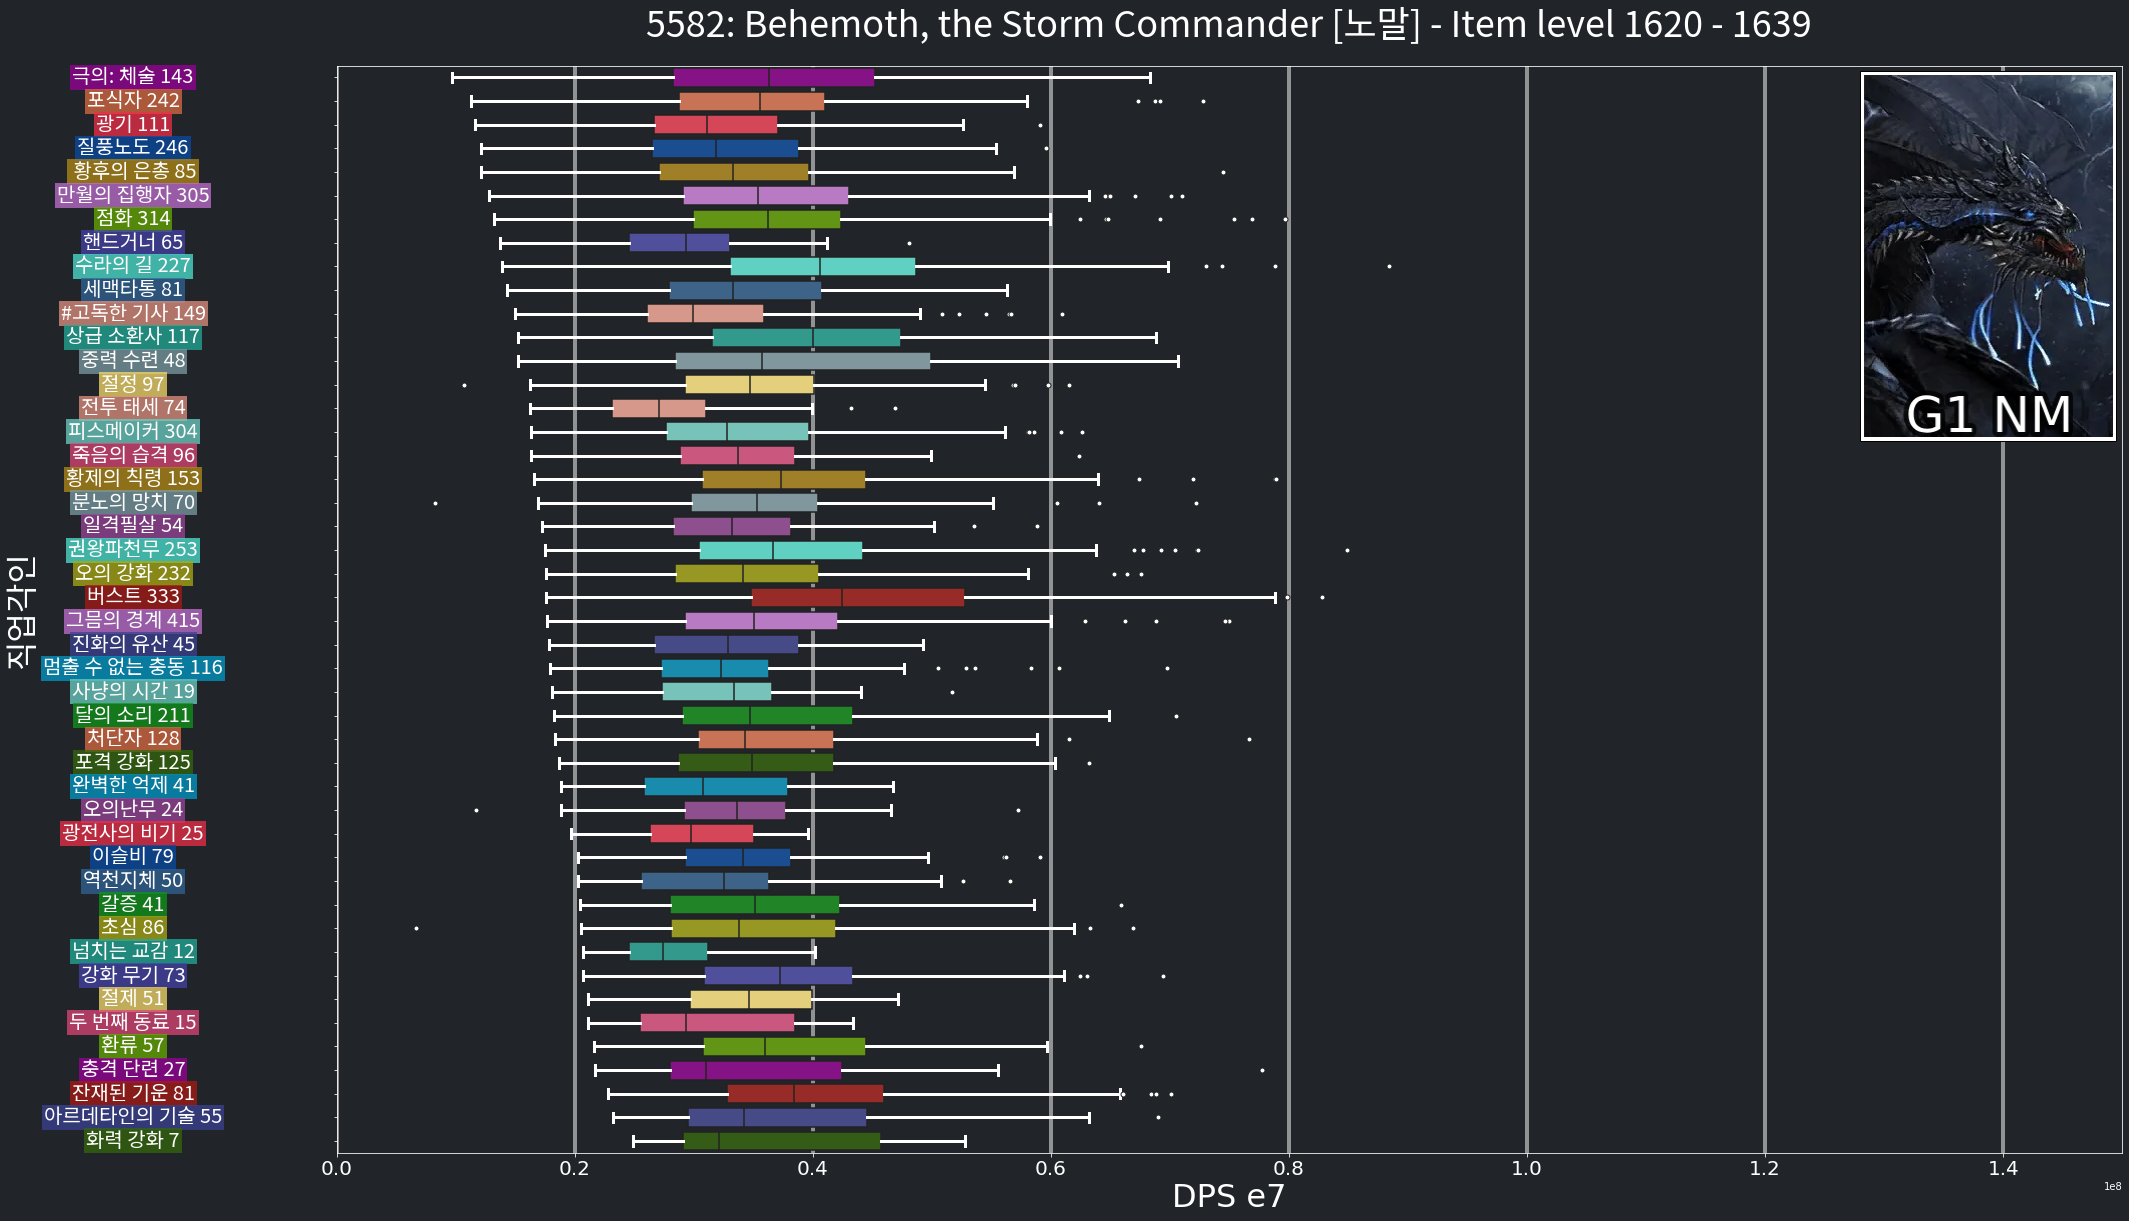 5582: Behemoth, the Storm Commander [노말] - Item level 1620 - 1639
극의: 체술 143
포식자 242
광기 111
질풍노도 246
황후의 은총 85
만월의 집행자 305
점화 314
핸드거너 65
수라의 길 227
세맥타통 81
#고독한 기사 149
상급 소환사 117
중력 수련 48
절정 97
전투 태세 74
피스메이커 304
죽음의 습격 96
황제의 칙령 153
분노의 망치 70
일격필살 54
권왕파천무 253
오의 강화 232
버스트 333
그믐의 경계 415
진화의 유산 45
멈출 수 없는 충동 116
사냥의 시간 19
달의 소리 211
처단자 128
포격 강화 125
완벽한 억제 41
오의난무 24
광전사의 비기 25
이슬비 79
역천지체 50
갈증 41
초심 86
넘치는 교감 12
강화 무기 73
절제 51
두 번째 동료 15
환류 57
충격 단련 27
잔재된 기운 81
아르데타인의 기술 55
화력 강화 7
직업각인
G1 NM
0.0 0.2 0.4 0.6 0.8 1.0 1.2 1.4
1e8
DPS e7